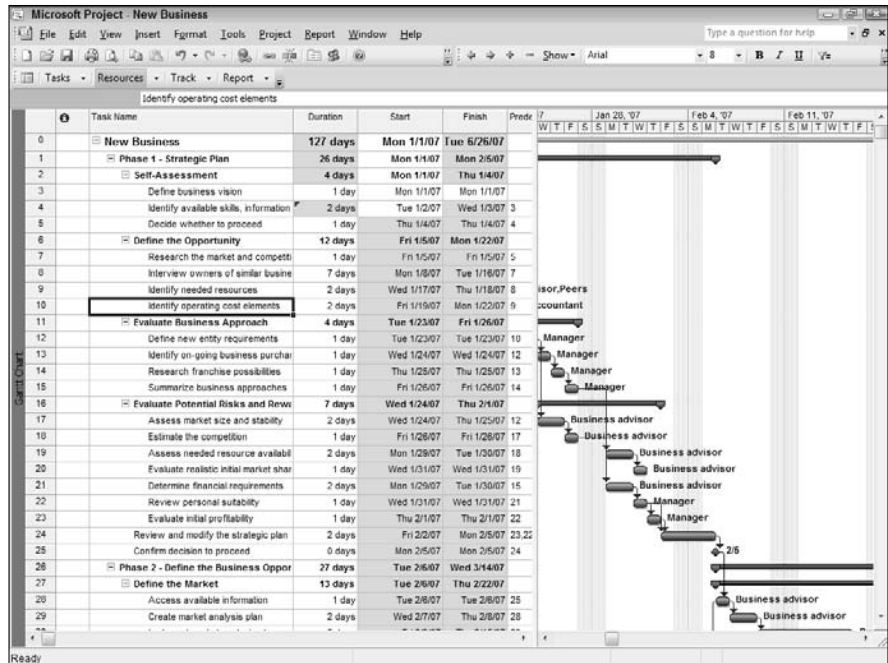 Microsoft Project - New Business
File Edit View Insert Format Tools Project Report Window Help
Type a question for help
Show Arial 8 B I U
Tasks Resources Track Report
Identify operating cost elements
Task Name Duration Start Finish Prede 7 Jan 28, '07 Feb 4, '07 Feb 11, '07
W T F S S M T W T F S S M T W T F S S M T W T F S
0 New Business 127 days Mon 1/1/07 Tue 6/26/07
1 Phase 1 - Strategic Plan 26 days Mon 1/1/07 Mon 2/5/07
2 Self-Assessment 4 days Mon 1/1/07 Thu 1/4/07
3 Define business vision 1 day Mon 1/1/07 Mon 1/1/07
4 Identify available skills, information 2 days Tue 1/2/07 Wed 1/3/07 3
5 Decide whether to proceed 1 day Thu 1/4/07 Thu 1/4/07 4
6 Define the Opportunity 12 days Fri 1/5/07 Mon 1/22/07
7 Research the market and competiti 1 day Fri 1/5/07 Fri 1/5/07 5
8 Interview owners of similar busine 7 days Mon 1/8/07 Tue 1/16/07 7
9 Identify needed resources 2 days Wed 1/17/07 Thu 1/18/07 8 isor,Peers
10 Identify operating cost elements 2 days Fri 1/19/07 Mon 1/22/07 9 ccountant
11 Evaluate Business Approach 4 days Tue 1/23/07 Fri 1/26/07
12 Define new entity requirements 1 day Tue 1/23/07 Tue 1/23/07 10 Manager
13 Identify on-going business purchas 1 day Wed 1/24/07 Wed 1/24/07 12 Manager
14 Research franchise possibilities 1 day Thu 1/25/07 Thu 1/25/07 13 Manager
15 Summarize business approaches 1 day Fri 1/26/07 Fri 1/26/07 14 Manager
16 Evaluate Potential Risks and Rewa 7 days Wed 1/24/07 Thu 2/1/07
17 Assess market size and stability 2 days Wed 1/24/07 Thu 1/25/07 12 Business advisor
18 Estimate the competition 1 day Fri 1/26/07 Fri 1/26/07 17 Business advisor
19 Assess needed resource availabil 2 days Mon 1/29/07 Tue 1/30/07 18 Business advisor
20 Evaluate realistic initial market shar 1 day Wed 1/31/07 Wed 1/31/07 19 Business advisor
21 Determine financial requirements 2 days Mon 1/29/07 Tue 1/30/07 15 Business advisor
22 Review personal suitability 1 day Wed 1/31/07 Wed 1/31/07 21 Manager
23 Evaluate initial profitability 1 day Thu 2/1/07 Thu 2/1/07 22 Manager
24 Review and modify the strategic plan 2 days Fri 2/2/07 Mon 2/5/07 23,22
25 Confirm decision to proceed 0 days Mon 2/5/07 Mon 2/5/07 24 2/5
26 Phase 2 - Define the Business Oppor 27 days Tue 2/6/07 Wed 3/14/07
27 Define the Market 13 days Tue 2/6/07 Thu 2/22/07
28 Access available information 1 day Tue 2/6/07 Tue 2/6/07 25 Business advisor
29 Create market analysis plan 2 days Wed 2/7/07 Thu 2/8/07 28 Business advisor
Gantt Chart
Ready